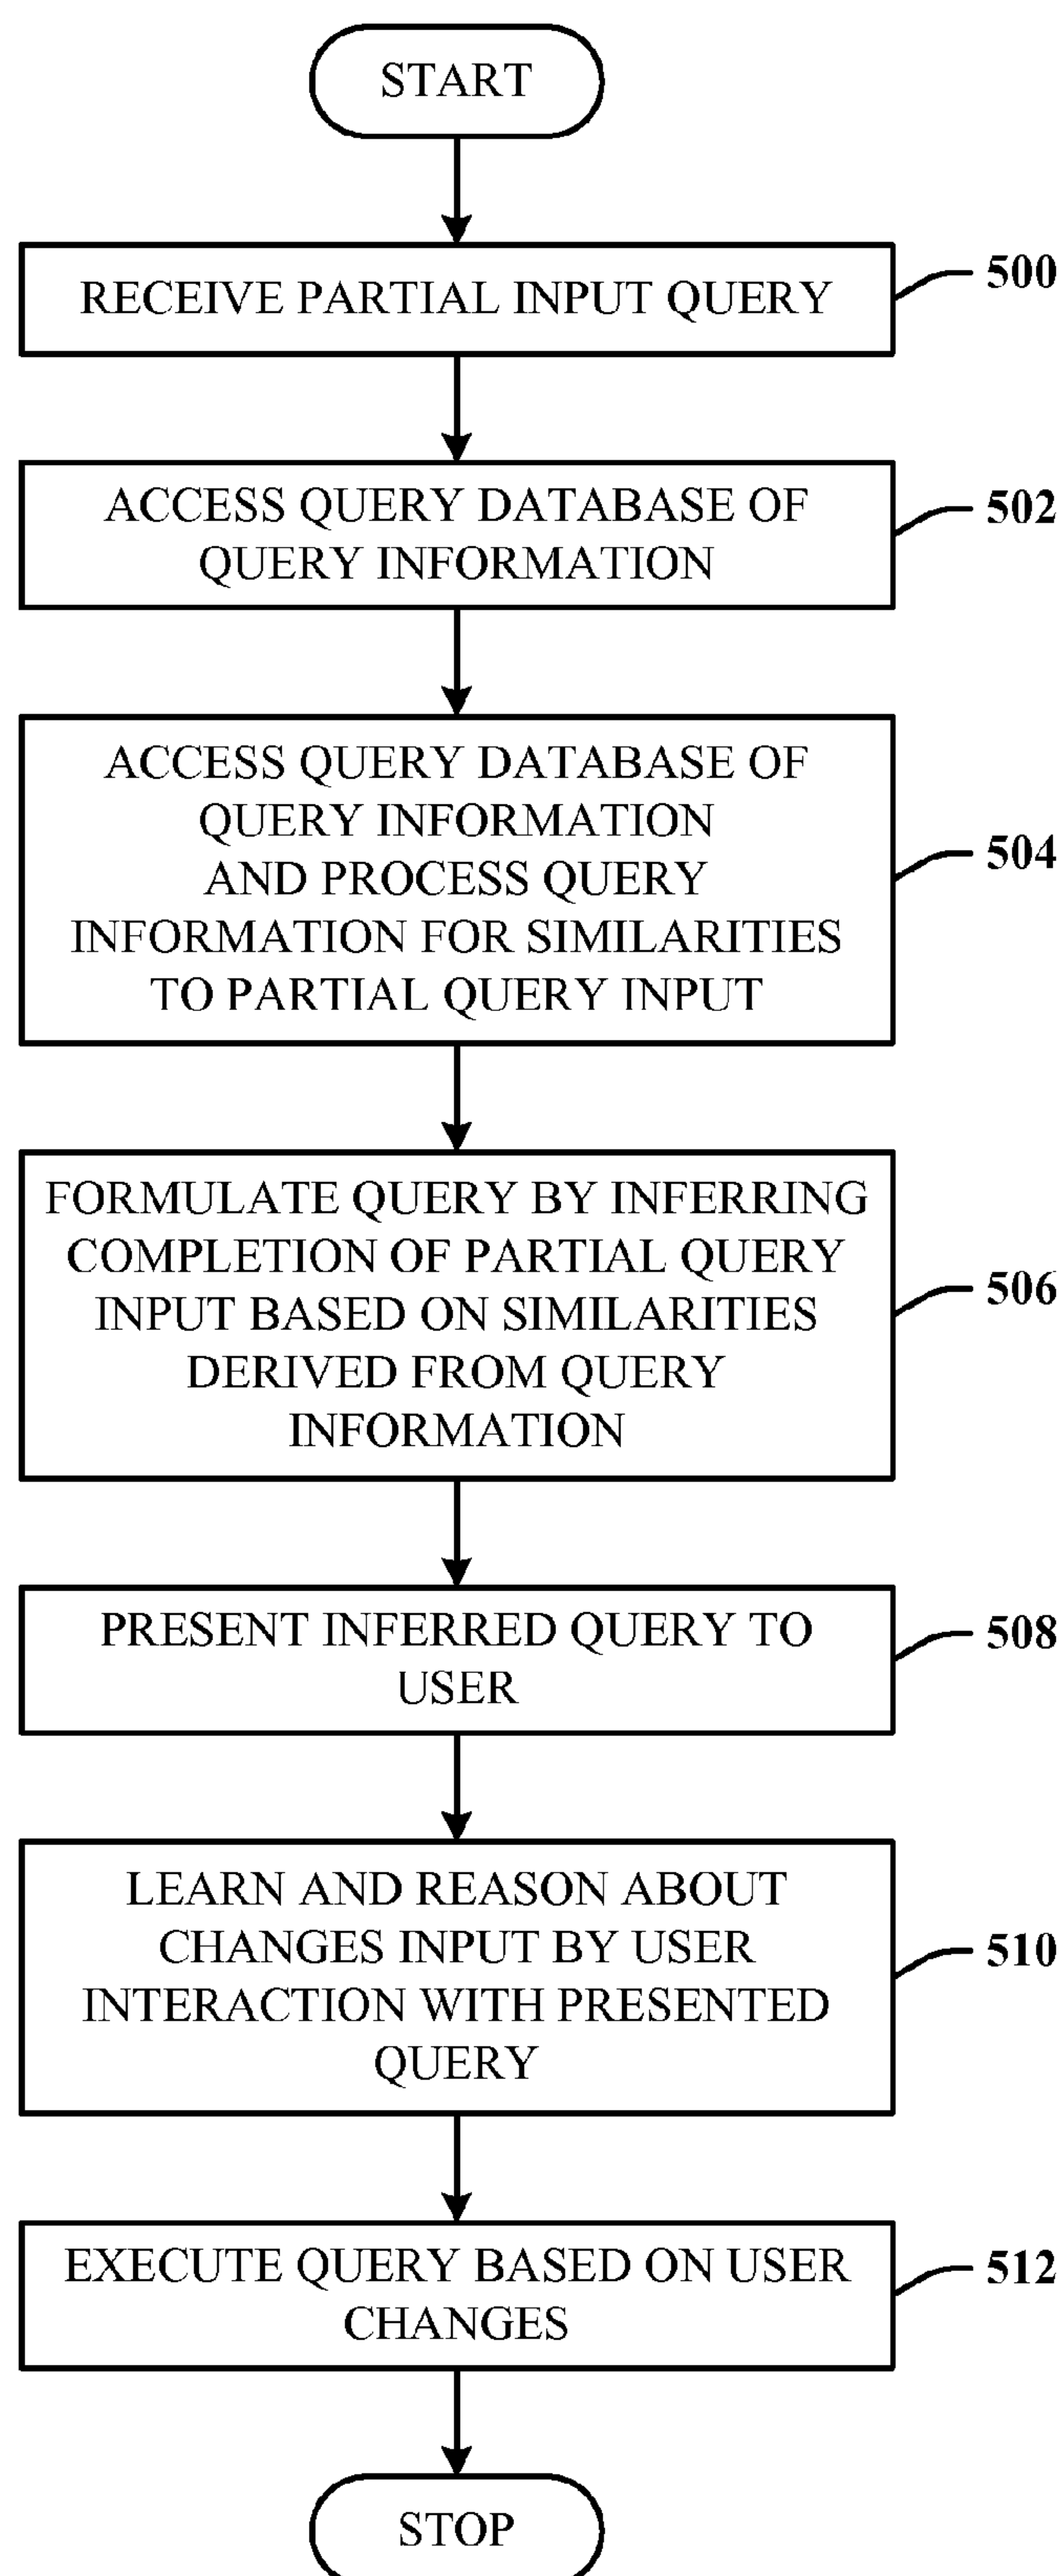 START
RECEIVE PARTIAL INPUT QUERY
500
ACCESS QUERY DATABASE OF
QUERY INFORMATION
502
ACCESS QUERY DATABASE OF
QUERY INFORMATION
AND PROCESS QUERY
INFORMATION FOR SIMILARITIES
TO PARTIAL QUERY INPUT
504
FORMULATE QUERY BY INFERRING
COMPLETION OF PARTIAL QUERY
INPUT BASED ON SIMILARITIES
DERIVED FROM QUERY
INFORMATION
506
PRESENT INFERRED QUERY TO
USER
508
LEARN AND REASON ABOUT
CHANGES INPUT BY USER
INTERACTION WITH PRESENTED
QUERY
510
EXECUTE QUERY BASED ON USER
CHANGES
512
STOP